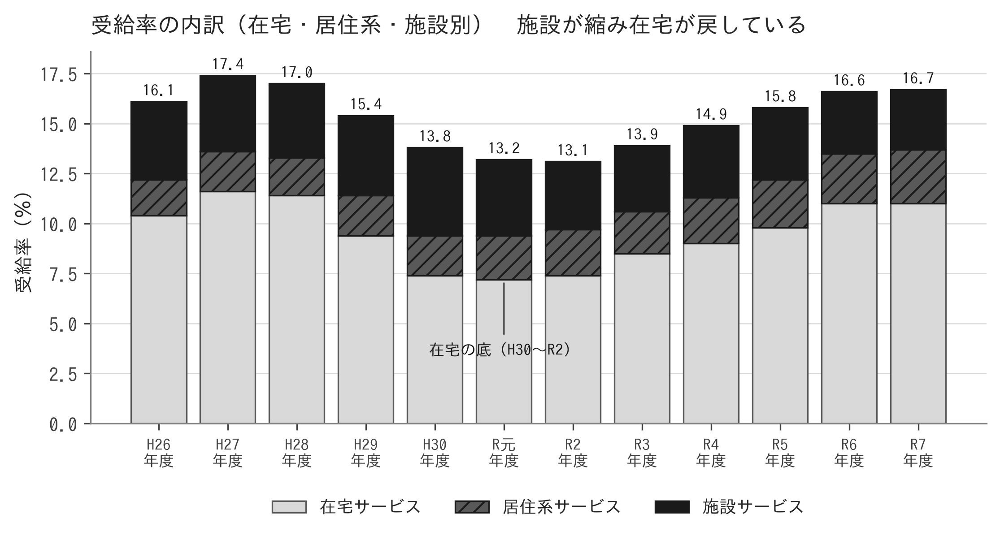 受給率の内訳（在宅・居住系・施設別）　施設が縮み在宅が戻している
受給率（%）
17.5
15.0
12.5
10.0
7.5
5.0
2.5
0.0
16.1
17.4
17.0
15.4
13.8
13.2
13.1
13.9
14.9
15.8
16.6
16.7
在宅の底（H30～R2）
H26
年度
H27
年度
H28
年度
H29
年度
H30
年度
R元
年度
R2
年度
R3
年度
R4
年度
R5
年度
R6
年度
R7
年度
在宅サービス
居住系サービス
施設サービス